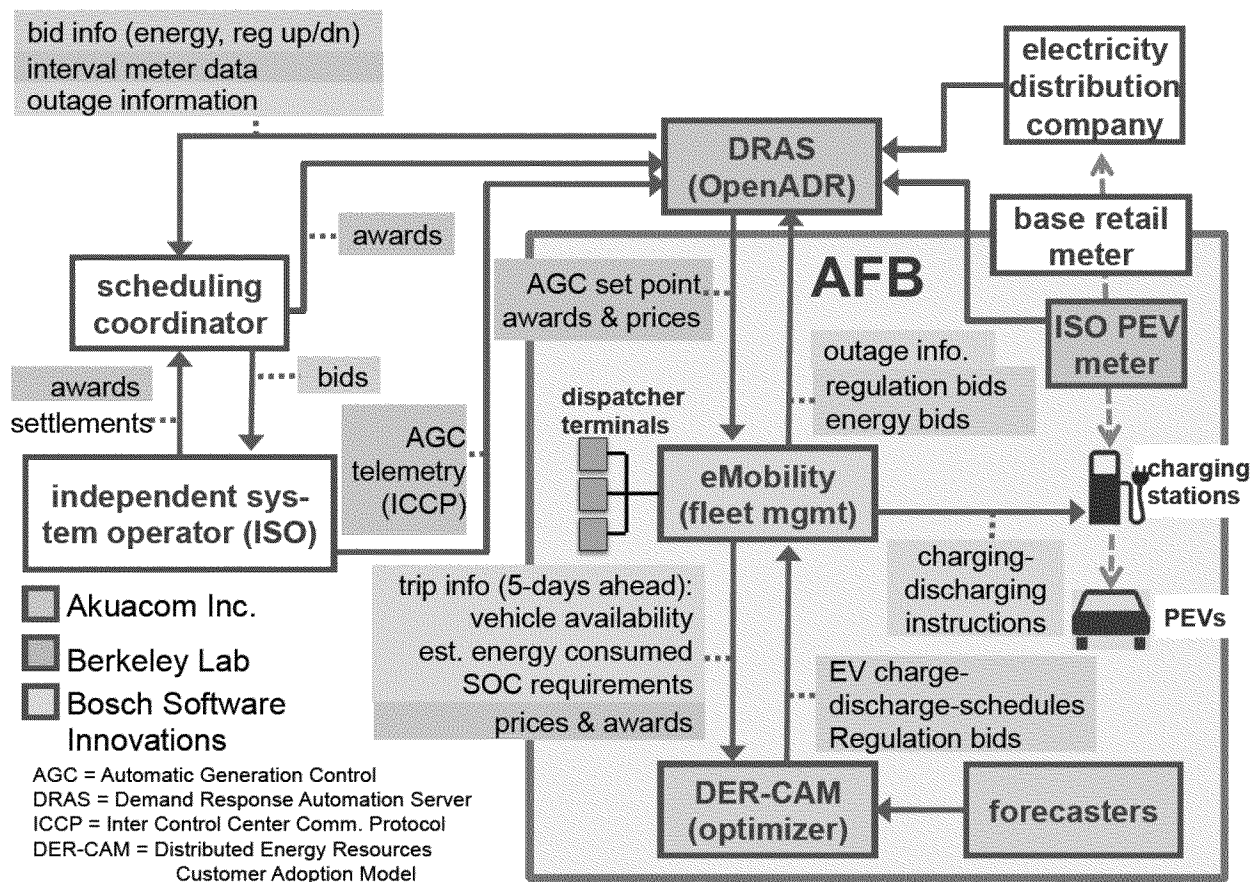 bid info (energy, reg up/dn)
interval meter data
outage information
electricity
distribution
company
DRAS
(OpenADR)
base retail
meter
awards
AFB
scheduling
coordinator
AGC set point
awards & prices
ISO PEV
meter
outage info.
regulation bids
energy bids
awards
settlements
bids
dispatcher
terminals
AGC
telemetry
(ICCP)
independent sys-
tem operator (ISO)
eMobility
(fleet mgmt)
charging
stations
charging-
discharging
instructions
PEVs
trip info (5-days ahead):
vehicle availability
est. energy consumed
SOC requirements
prices & awards
EV charge-
discharge-schedules
Regulation bids
Akuacom Inc.
Berkeley Lab
Bosch Software
Innovations
DER-CAM
(optimizer)
forecasters
AGC = Automatic Generation Control
DRAS = Demand Response Automation Server
ICCP = Inter Control Center Comm. Protocol
DER-CAM = Distributed Energy Resources
Customer Adoption Model